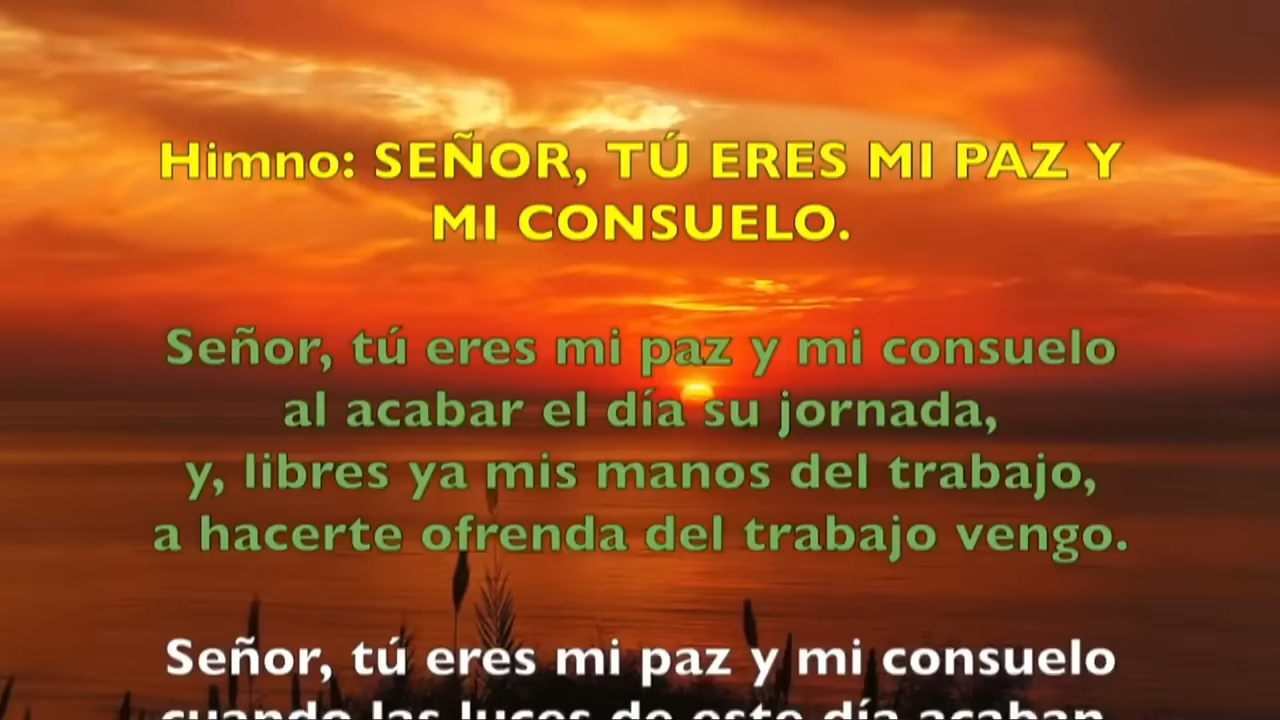 Himno: SEÑOR, TÚ ERES MI PAZ Y
MI CONSUELO.
Señor, tú eres mi paz y mi consuelo
al acabar el día su jornada,
y, libres ya mis manos del trabajo,
a hacerte ofrenda del trabajo vengo.
Señor, tú eres mi paz y mi consuelo
cuando las luces de este día acaban,